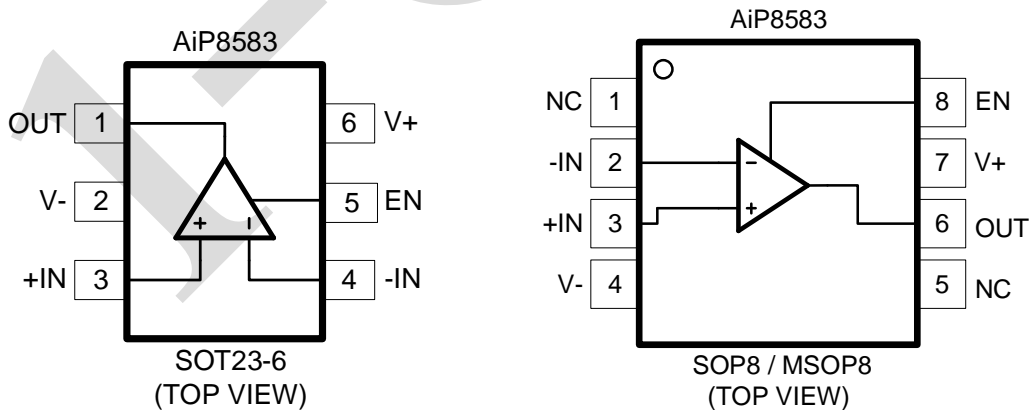 AiP8583
OUT 1
6 V+
V- 2
5 EN
+IN 3
4 -IN
+ −
SOT23-6
(TOP VIEW)
AiP8583
NC 1
8 EN
-IN 2
7 V+
+IN 3
6 OUT
V- 4
5 NC
−
+
SOP8 / MSOP8
(TOP VIEW)